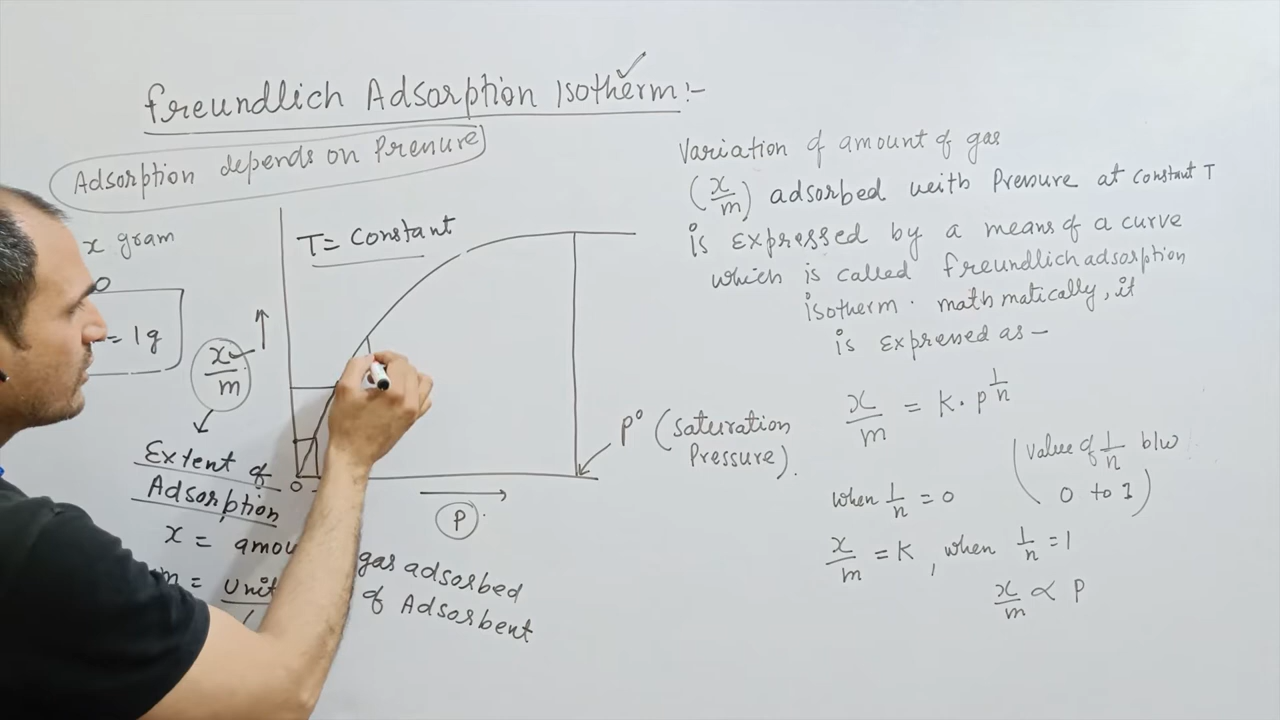 Freundlich Adsorption Isotherm:-
Adsorption depends on Prenure
x gram
= 1g
x/m
Extent of
Adsorption
x = amou gas adsorbed
m = Unit of Adsorbent
T = Constant
0
P
P° (Saturation
Pressure).
Variation of amount of gas
(x/m) adsorbed with Pressure at constant T
is Expressed by a means of a curve
which is called freundlich adsorption
isotherm. mathmatically, it
is Expressed as –
x/m = K. P^1/n
(Value of 1/n b/w
0 to 1)
when 1/n = 0
x/m = K, when 1/n = 1
x/m ∝ P